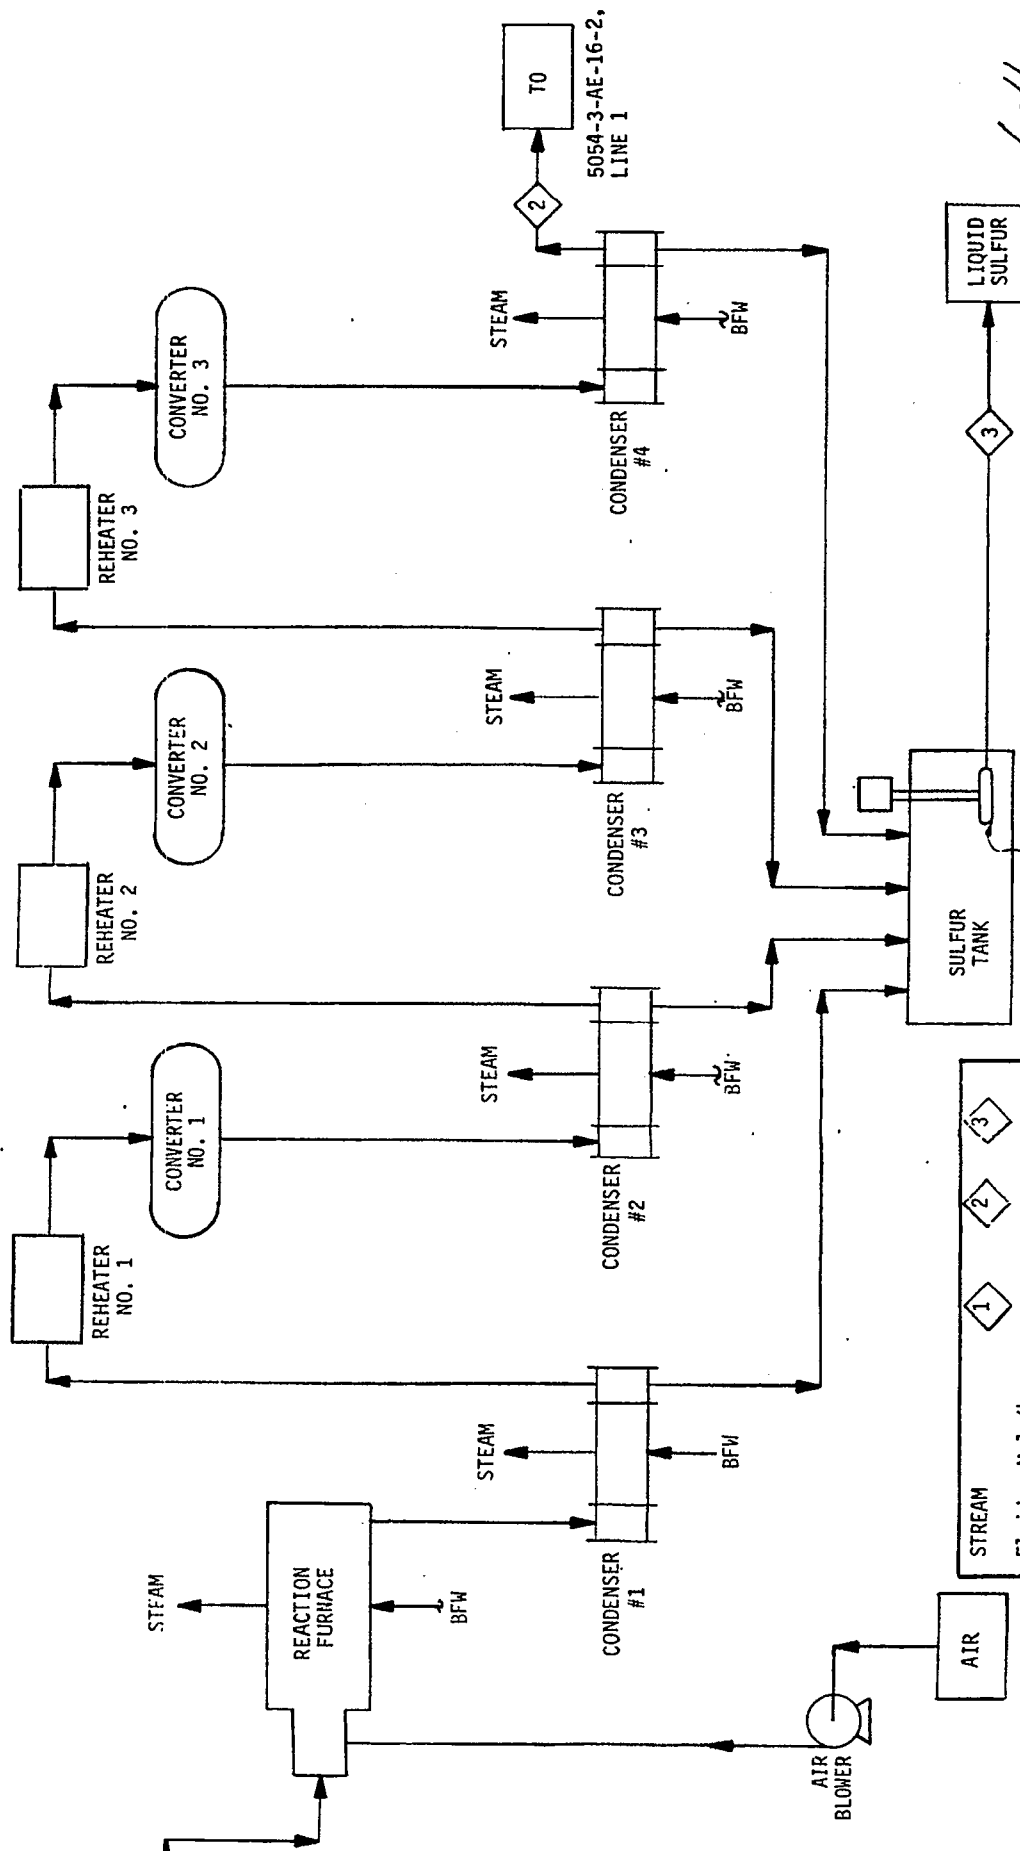 REHEATER
NO. 1
REHEATER
NO. 2
REHEATER
NO. 3
STEAM
CONVERTER
NO. 1
CONVERTER
NO. 2
CONVERTER
NO. 3
REACTION
FURNACE
BFW
STEAM
STEAM
STEAM
STEAM
2
TO
5054-3-AE-16-2,
LINE 1
CONDENSER
#1
CONDENSER
#2
CONDENSER
#3
CONDENSER
#4
BFW
BFW
BFW
BFW
AIR
BLOWER
AIR
SULFUR
TANK
3
LIQUID
SULFUR
STREAM
1
2
3